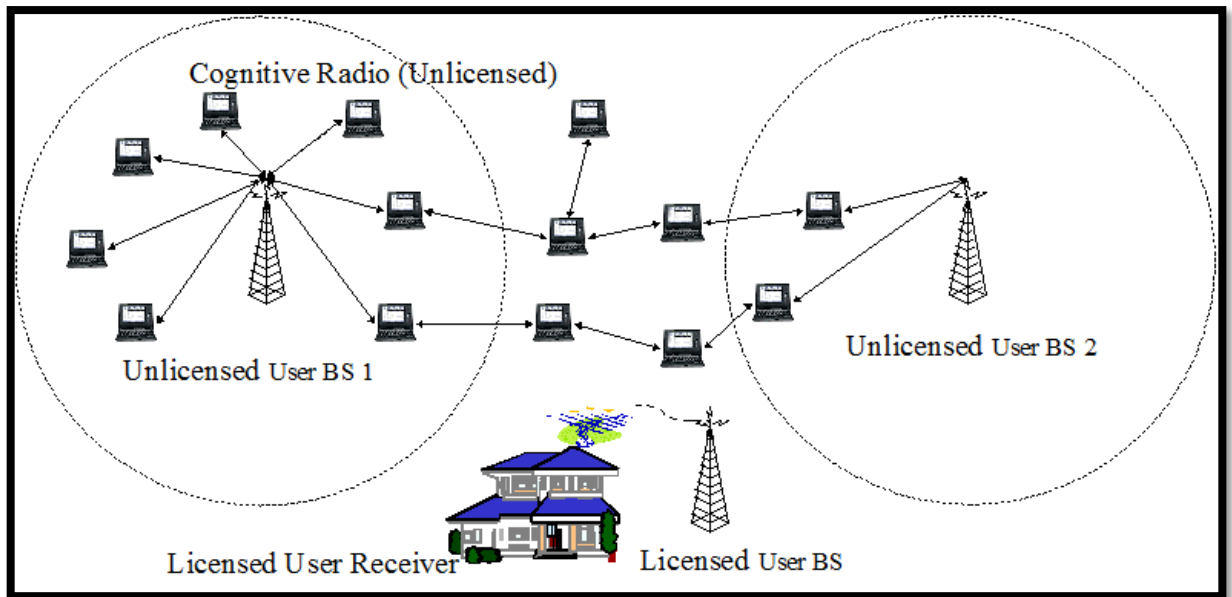 Cognitive Radio (Unlicensed)
Unlicensed User BS 1
Unlicensed User BS 2
Licensed User Receiver
Licensed User BS